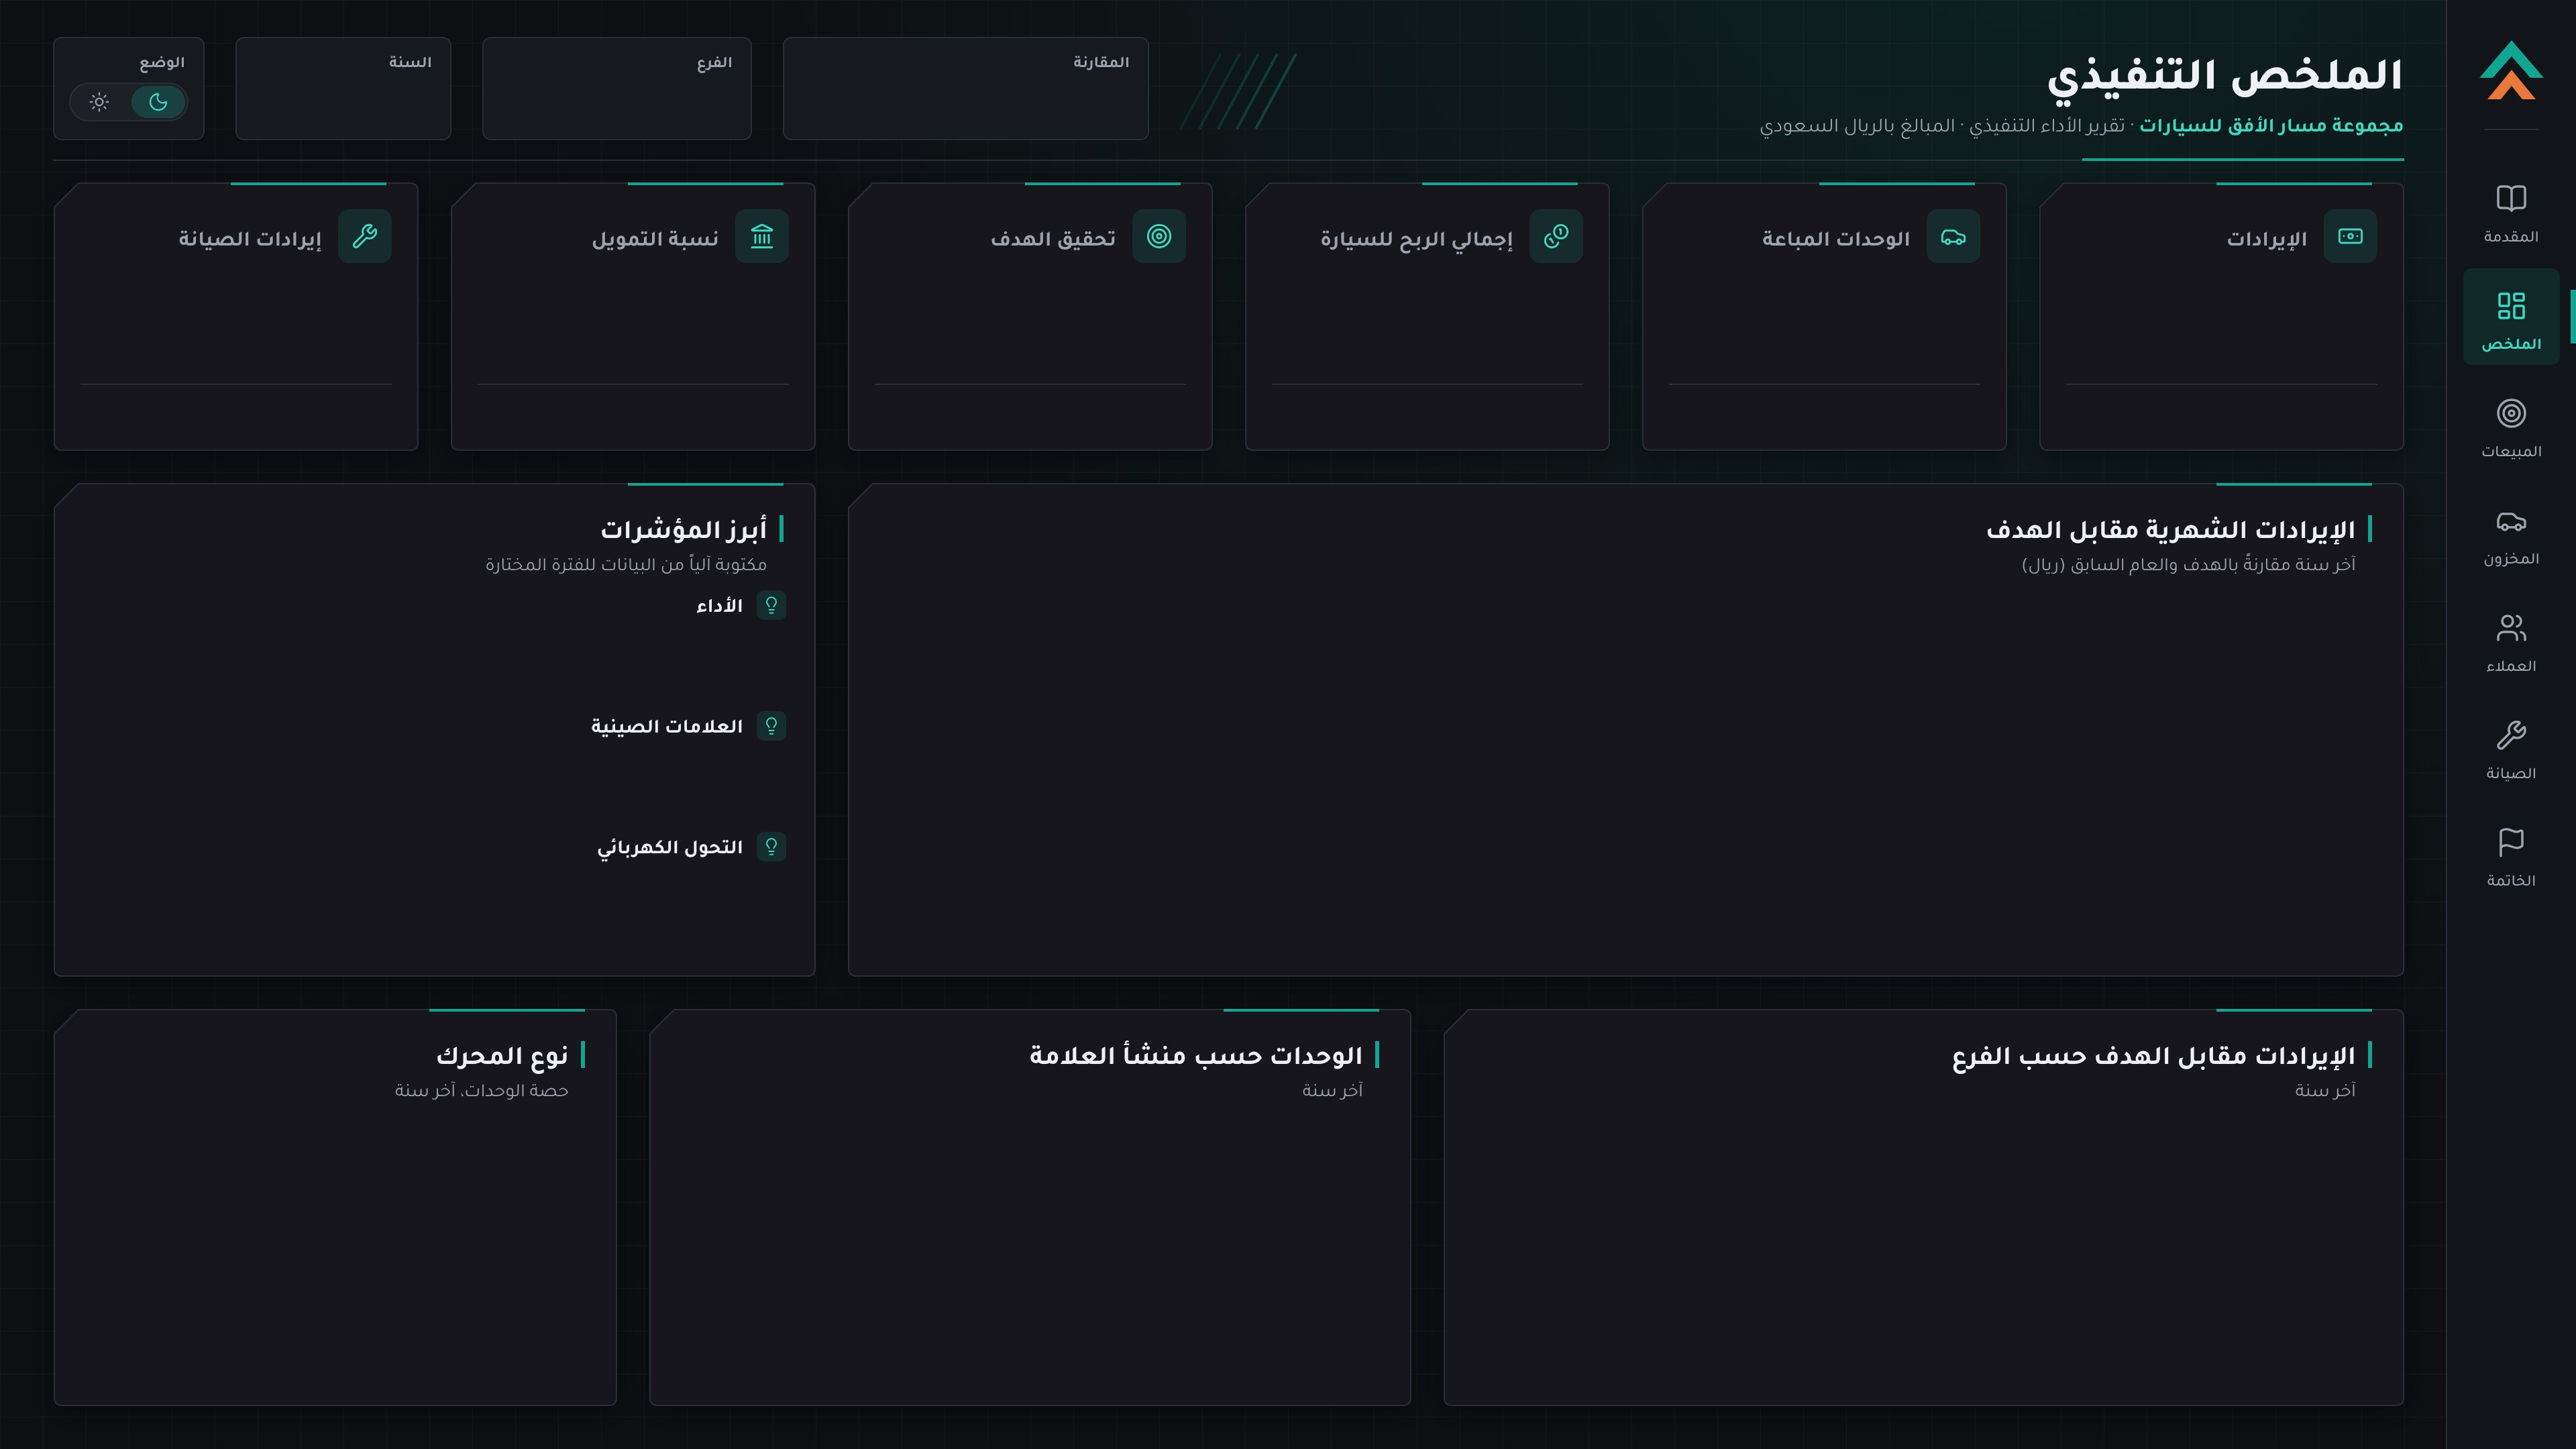 الملخص التنفيذي
مجموعة مسار الأفق للسيارات · تقرير الأداء التنفيذي · المبالغ بالريال السعودي
المقارنة
الفرع
السنة
الوضع
المقدمة
الملخص
المبيعات
المخزون
العملاء
الصيانة
الخاتمة
الإيرادات
الوحدات المباعة
إجمالي الربح للسيارة
تحقيق الهدف
نسبة التمويل
إيرادات الصيانة
الإيرادات الشهرية مقابل الهدف
آخر سنة مقارنةً بالهدف والعام السابق (ريال)
أبرز المؤشرات
مكتوبة آلياً من البيانات للفترة المختارة
الأداء
العلامات الصينية
التحول الكهربائي
الإيرادات مقابل الهدف حسب الفرع
آخر سنة
الوحدات حسب منشأ العلامة
آخر سنة
نوع المحرك
حصة الوحدات، آخر سنة